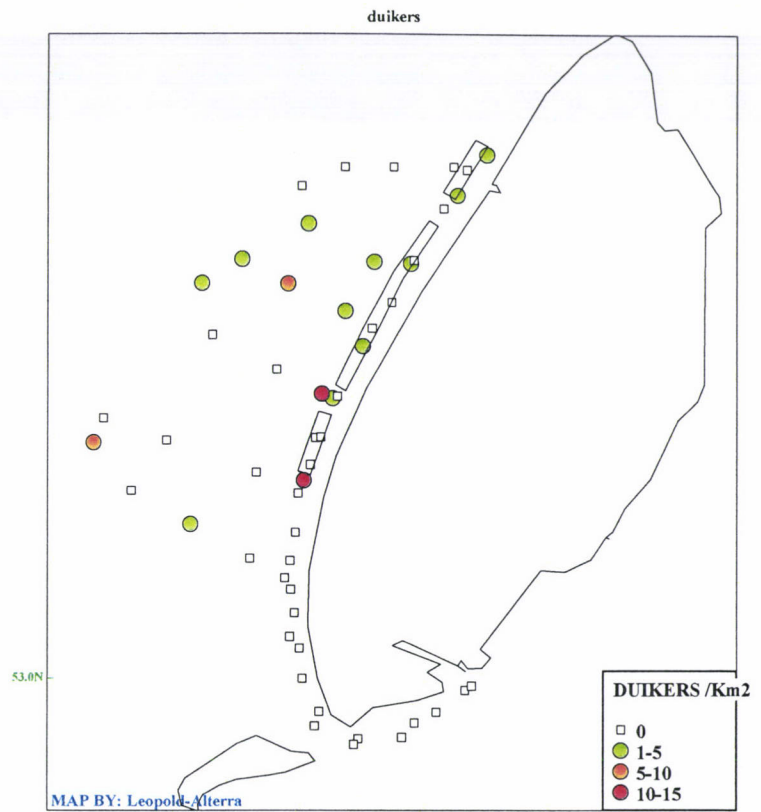 duikers
53.0N
DUIKERS /Km2
0
1-5
5-10
10-15
MAP BY: Leopold-Alterra